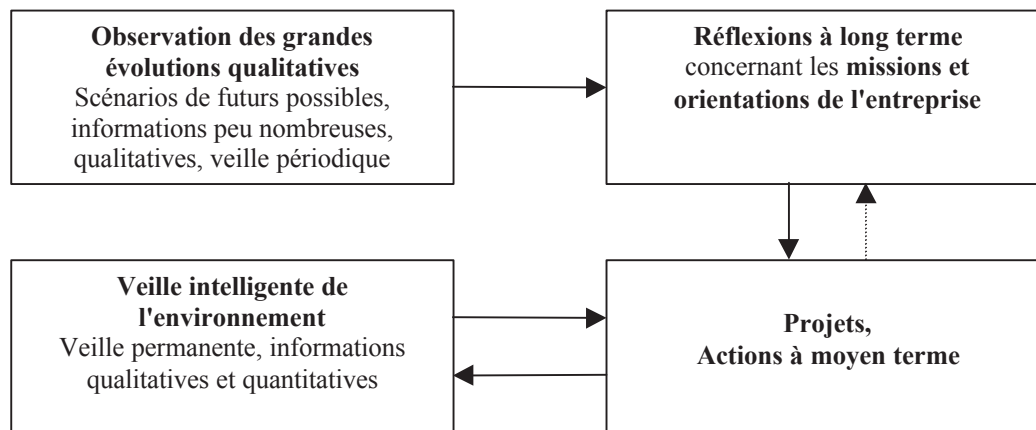 Observation des grandes
évolutions qualitatives
Scénarios de futurs possibles,
informations peu nombreuses,
qualitatives, veille périodique
Réflexions à long terme
concernant les missions et
orientations de l'entreprise
Veille intelligente de
l'environnement
Veille permanente, informations
qualitatives et quantitatives
Projets,
Actions à moyen terme